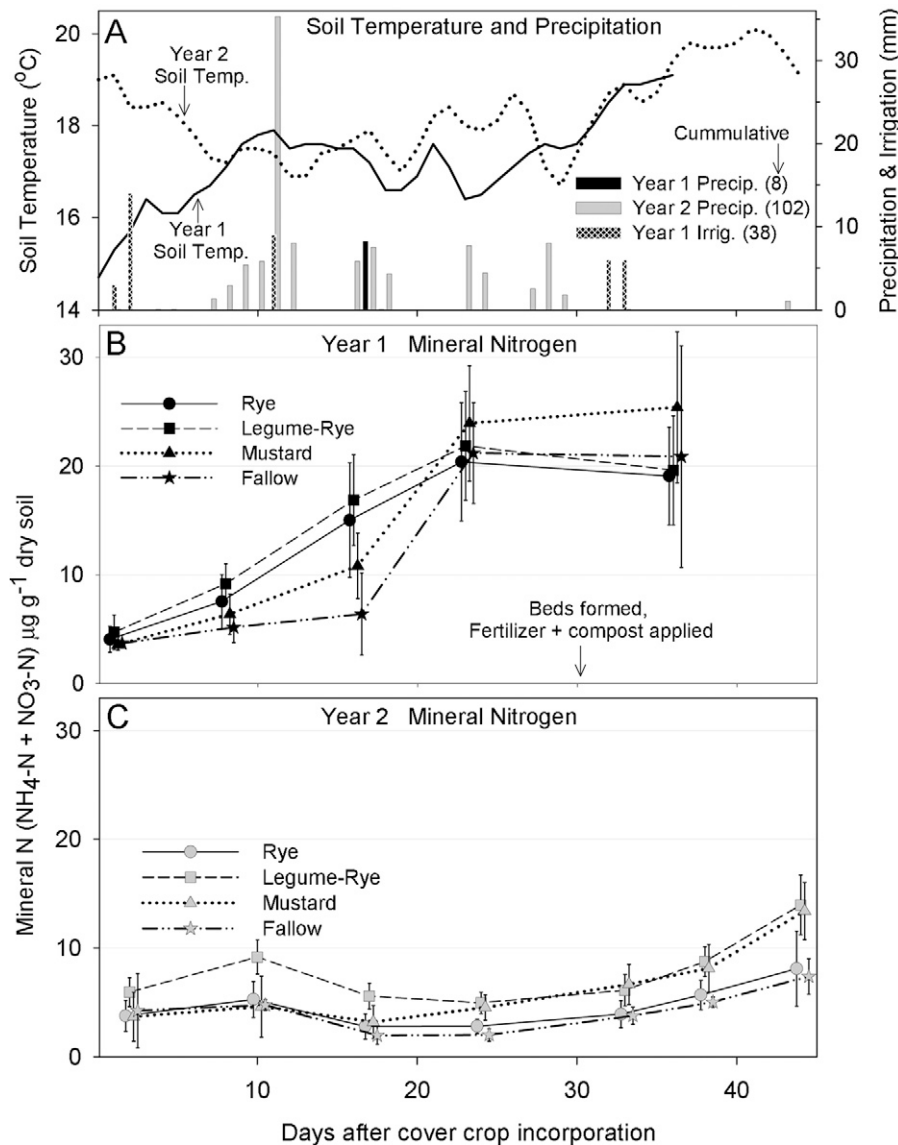 A
Soil Temperature and Precipitation
Soil Temperature (°C)
20
18
16
14
Year 2
Soil Temp.
Year 1
Soil Temp.
Cummulative
Year 1 Precip. (8)
Year 2 Precip. (102)
Year 1 Irrig. (38)
30
20
10
0
Precipitation & Irrigation (mm)
B
Year 1 Mineral Nitrogen
30
20
10
0
Rye
Legume-Rye
Mustard
Fallow
Beds formed,
Fertilizer + compost applied
Mineral N (NH4-N + NO3-N) µg g-1 dry soil
C
Year 2 Mineral Nitrogen
30
20
10
0
Rye
Legume-Rye
Mustard
Fallow
10 20 30 40
Days after cover crop incorporation